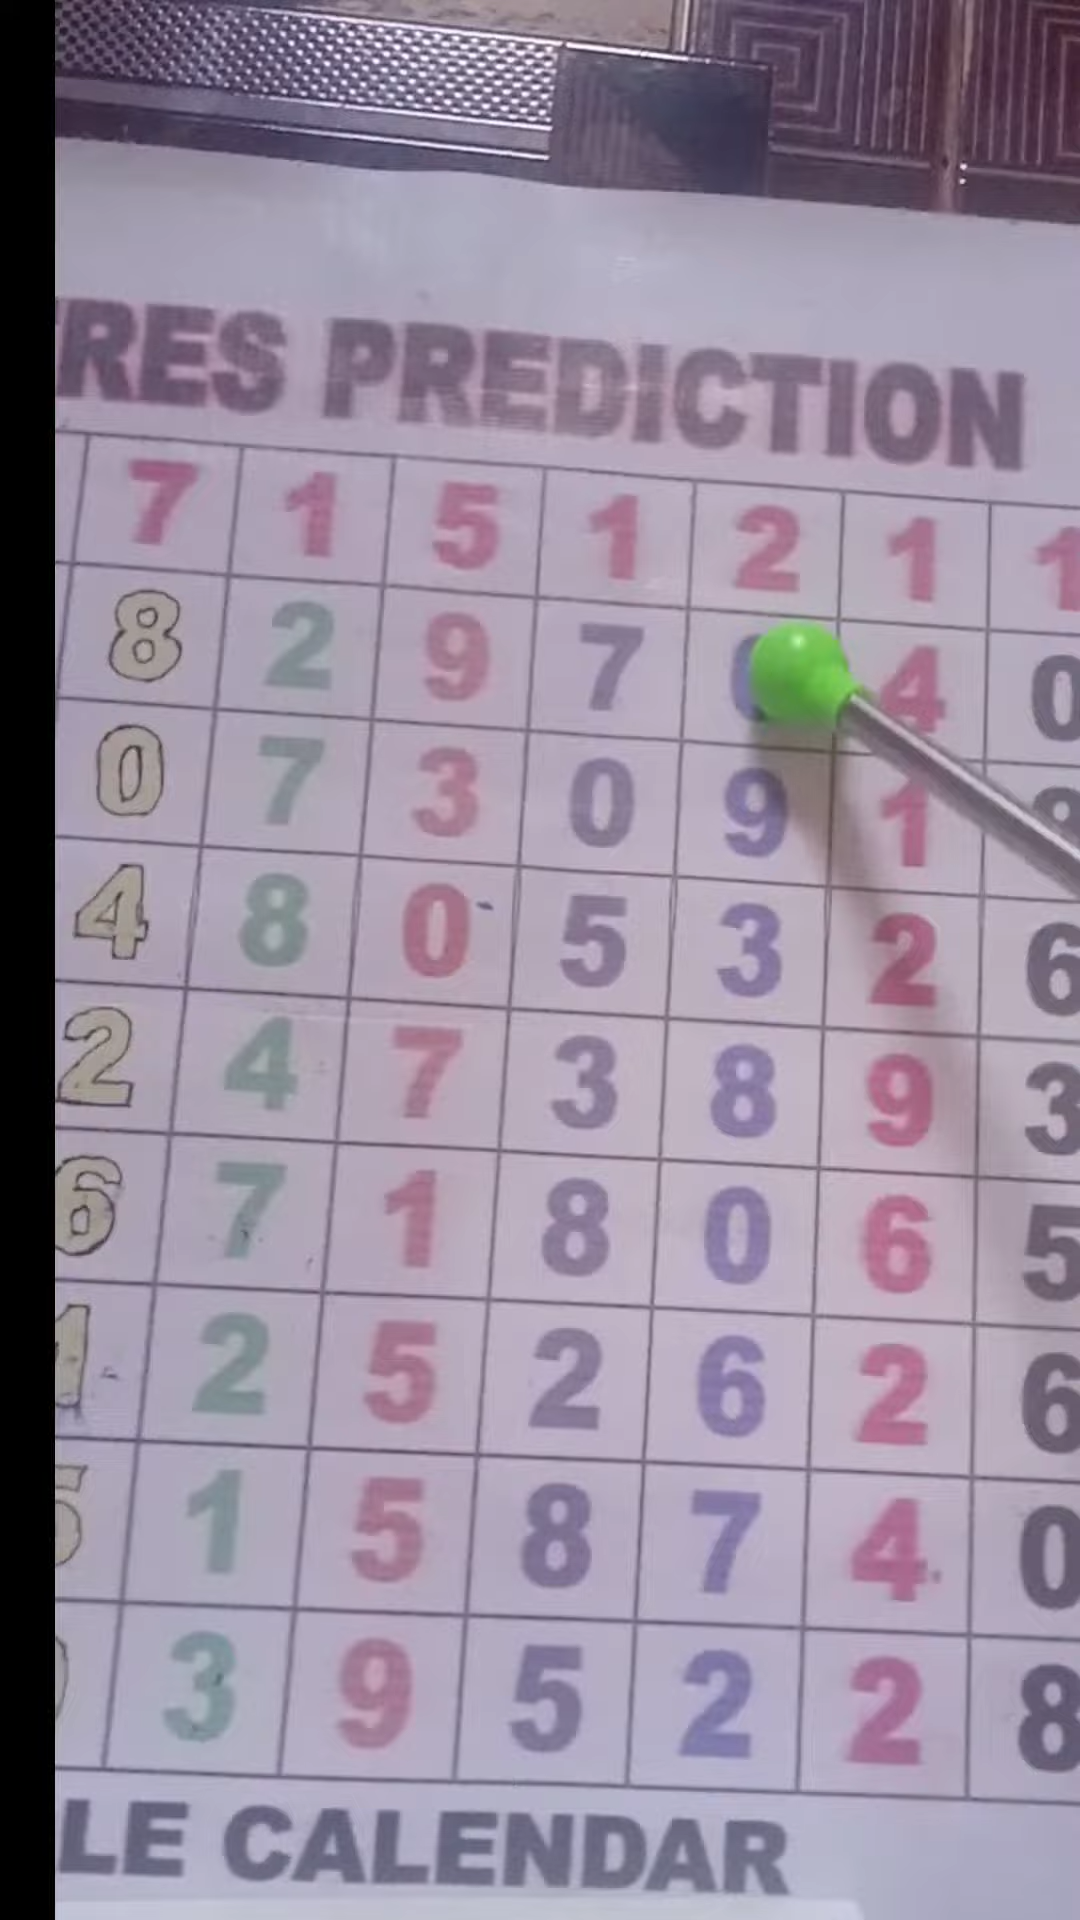 RES PREDICTION
7 1 5 1 2 1 1
8 2 9 7 4 0
0 7 3 0 9 1
4 8 0 5 3 2 6
2 4 7 3 8 9 3
6 7 1 8 0 6 5
1 2 5 2 6 2 6
5 1 5 8 7 4 0
3 9 5 2 2 8
LE CALENDAR